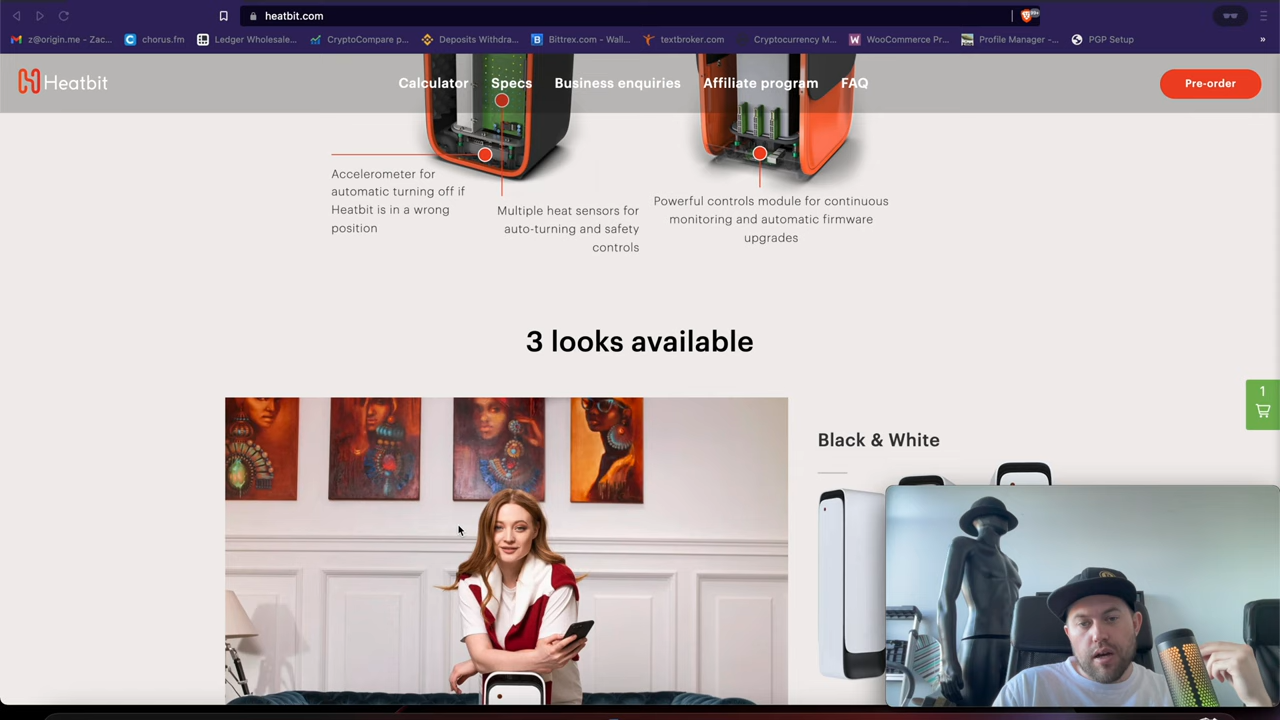 heatbit.com
99+
z@origin.me - Zac...
chorus.fm
Ledger Wholesale...
CryptoCompare p...
Deposits Withdra...
Bittrex.com - Wall...
textbroker.com
Cryptocurrency M...
WooCommerce Pr...
Profile Manager -...
PGP Setup
»
Heatbit
Calculator
Specs
Business enquiries
Affiliate program
FAQ
Pre-order
Accelerometer for
automatic turning off if
Heatbit is in a wrong
position
Multiple heat sensors for
auto-turning and safety
controls
Powerful controls module for continuous
monitoring and automatic firmware
upgrades
3 looks available
1
Black & White